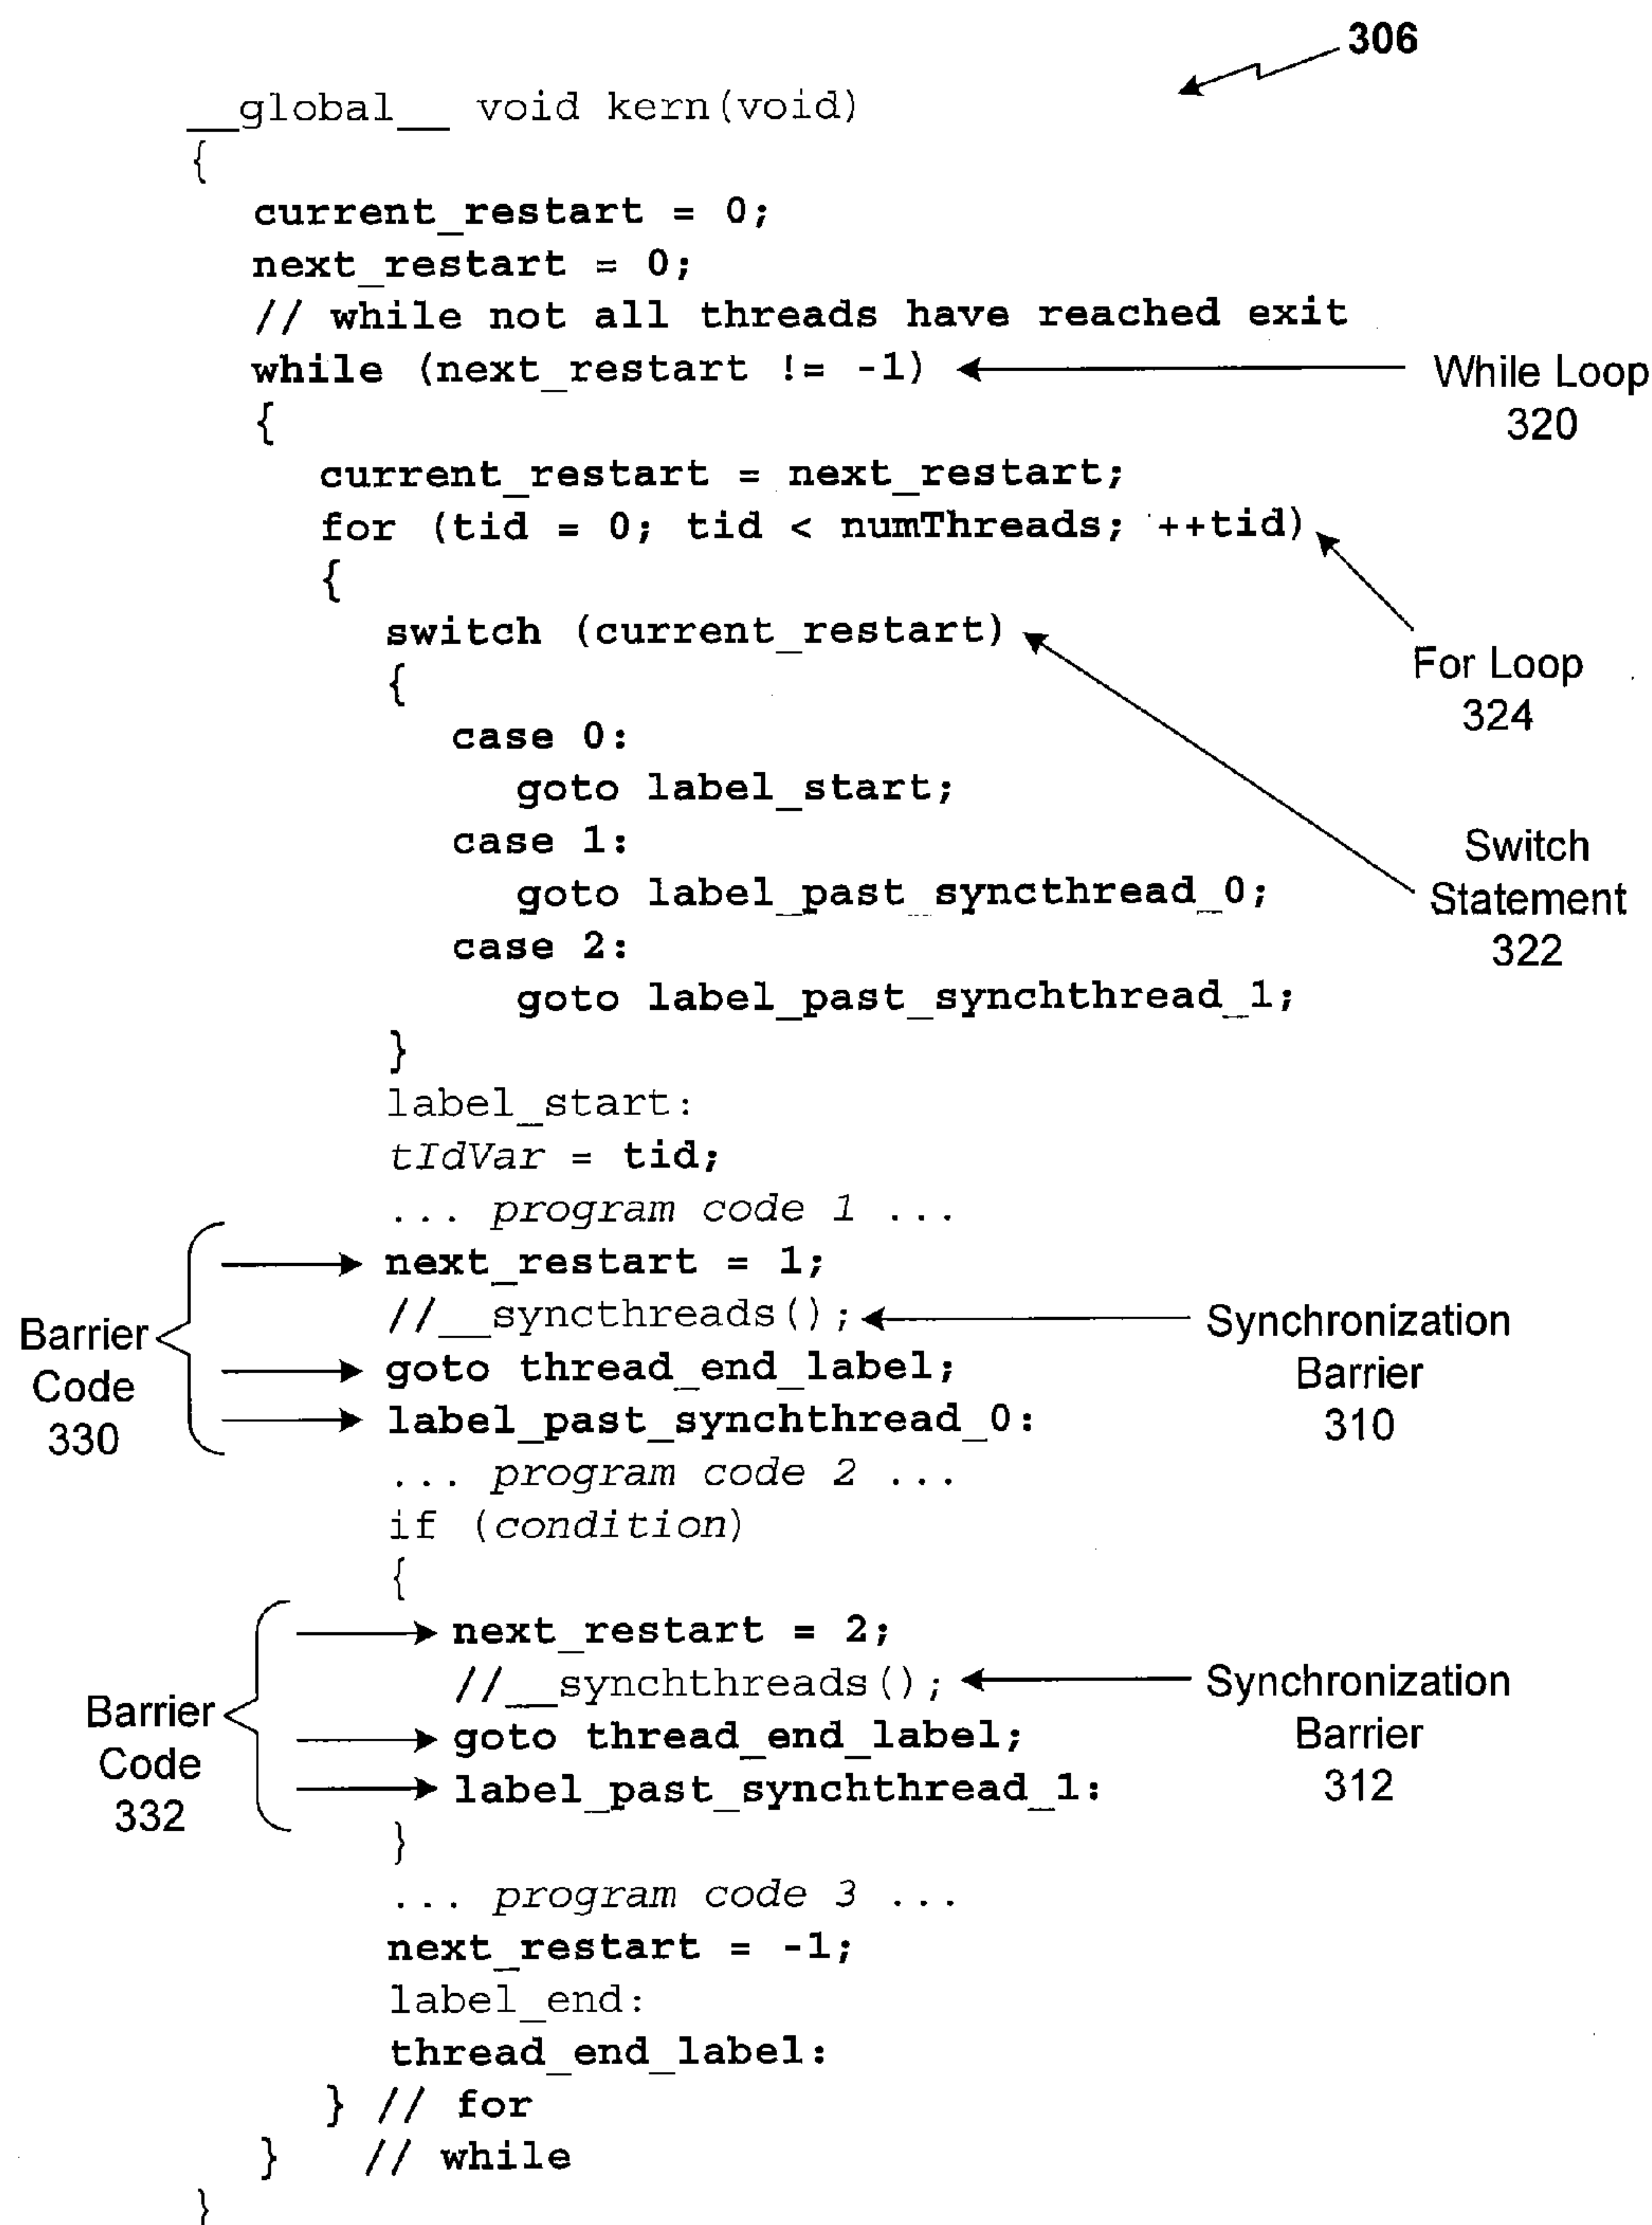 306
__global__ void kern(void)
{
current_restart = 0;
next_restart = 0;
// while not all threads have reached exit
while (next_restart != -1)
While Loop
320
{
current_restart = next_restart;
for (tid = 0; tid < numThreads; ++tid)
{
For Loop
324
switch (current_restart)
{
Switch
Statement
322
case 0:
goto label_start;
case 1:
goto label_past_syncthread_0;
case 2:
goto label_past_synchthread_1;
}
label_start:
tIdVar = tid;
... program code 1 ...
Barrier
Code
330
next_restart = 1;
//__syncthreads();
Synchronization
Barrier
310
goto thread_end_label;
label_past_synchthread_0:
... program code 2 ...
if (condition)
{
Barrier
Code
332
next_restart = 2;
//__synchthreads();
Synchronization
Barrier
312
goto thread_end_label;
label_past_synchthread_1:
}
... program code 3 ...
next_restart = -1;
label_end:
thread_end_label:
} // for
} // while
}